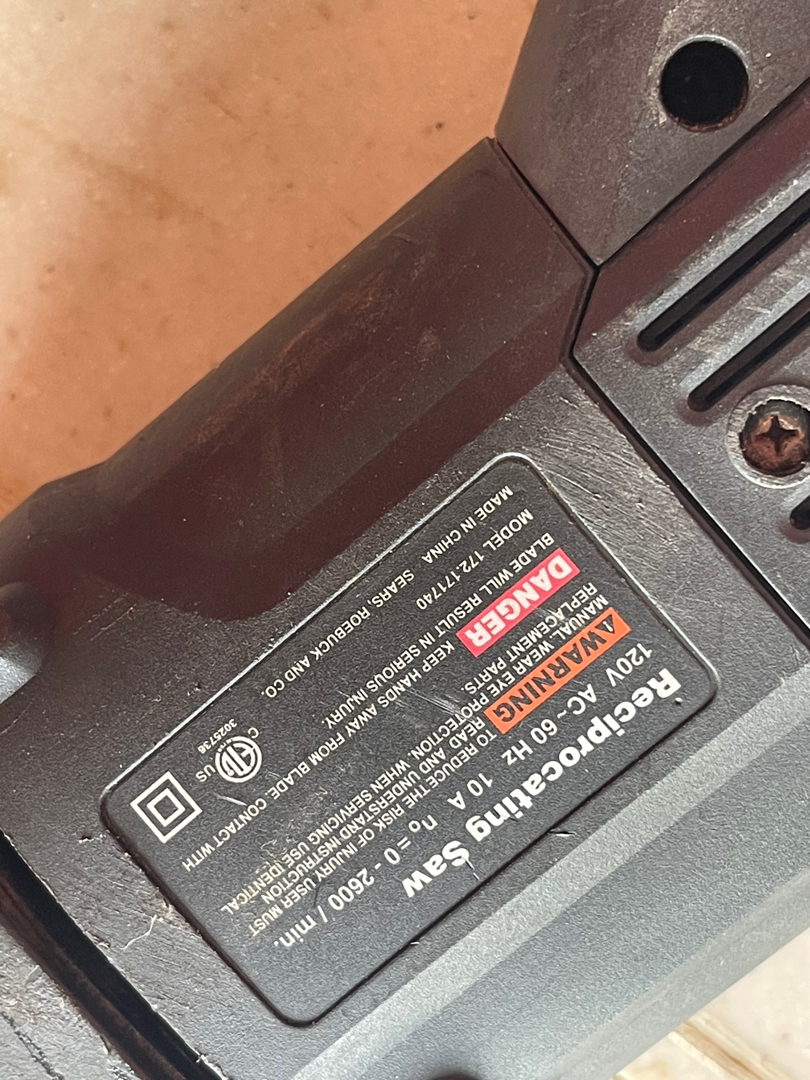 Reciprocating Saw
120V AC~ 60 Hz 10 A n₀ = 0 - 2600 / min.
⚠WARNING TO REDUCE THE RISK OF INJURY USER MUST
READ AND UNDERSTAND INSTRUCTION
MANUAL WEAR EYE PROTECTION. WHEN SERVICING USE IDENTICAL
REPLACEMENT PARTS.
DANGER KEEP HANDS AWAY FROM BLADE. CONTACT WITH
BLADE WILL RESULT IN SERIOUS INJURY.
MODEL 172.171740 SEARS, ROEBUCK AND CO.
MADE IN CHINA
C US
3025736